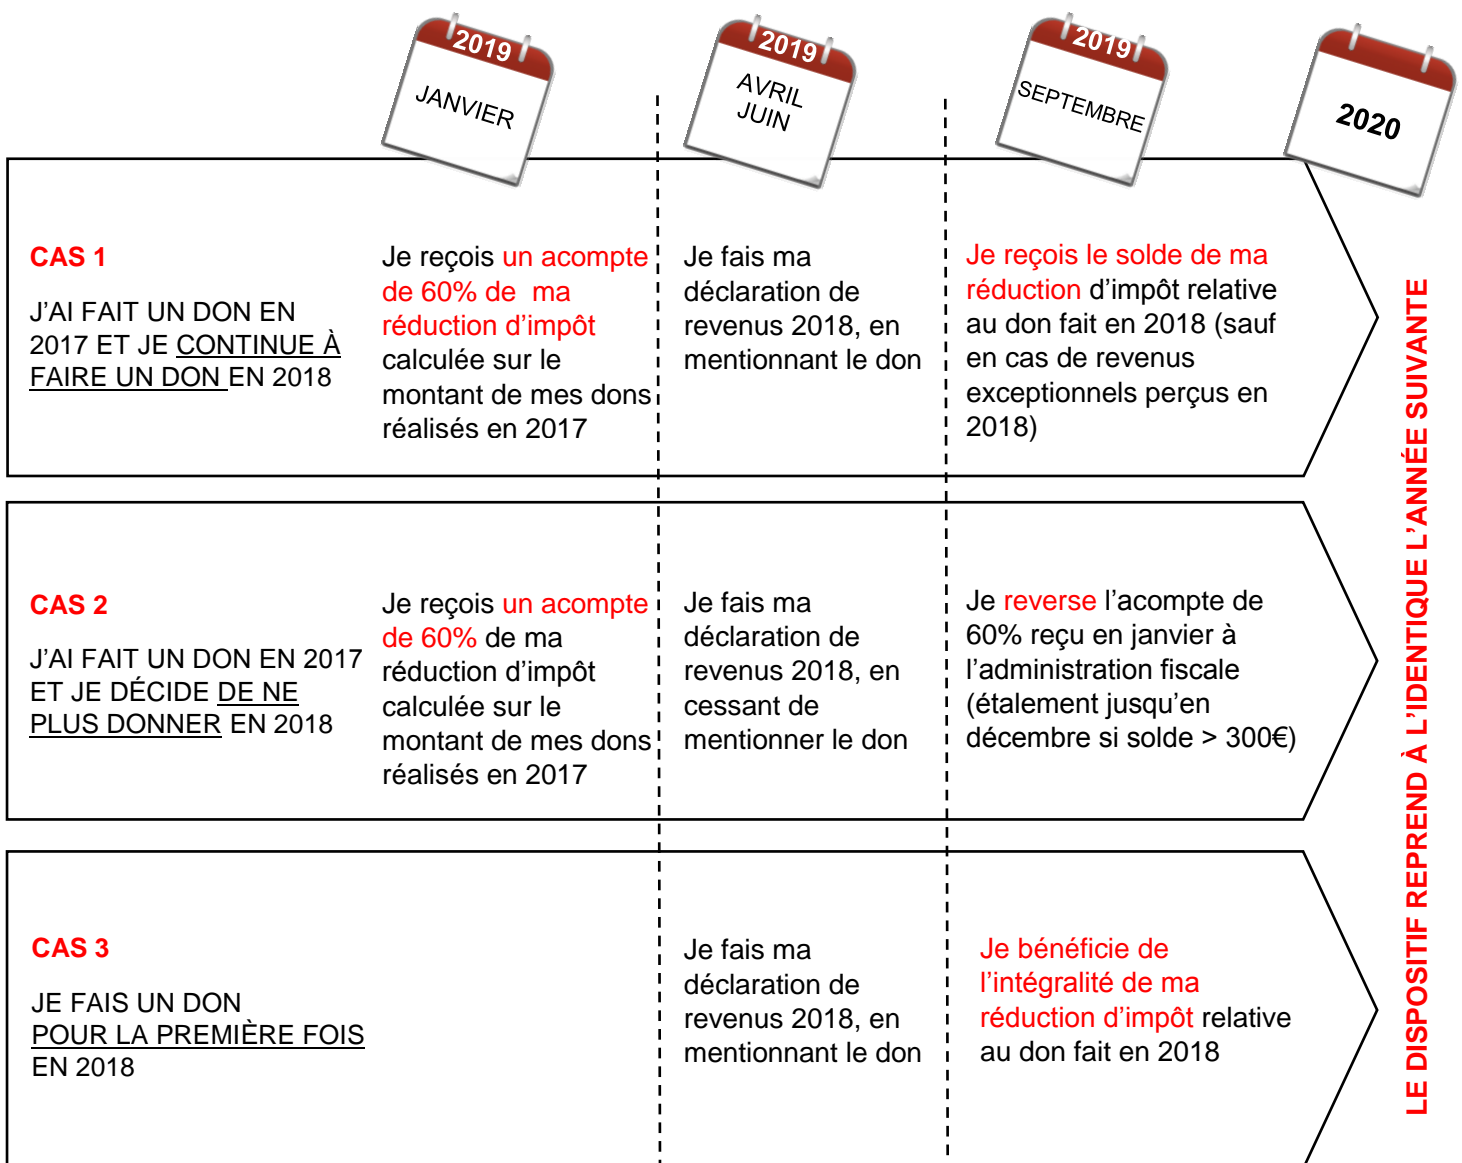 2019
JANVIER
2019
AVRIL
JUIN
2019
SEPTEMBRE
2020
CAS 1
J’AI FAIT UN DON EN
2017 ET JE CONTINUE À
FAIRE UN DON EN 2018
Je reçois un acompte
de 60% de ma
réduction d’impôt
calculée sur le
montant de mes dons
réalisés en 2017
Je fais ma
déclaration de
revenus 2018, en
mentionnant le don
Je reçois le solde de ma
réduction d’impôt relative
au don fait en 2018 (sauf
en cas de revenus
exceptionnels perçus en
2018)
CAS 2
J’AI FAIT UN DON EN 2017
ET JE DÉCIDE DE NE
PLUS DONNER EN 2018
Je reçois un acompte
de 60% de ma
réduction d’impôt
calculée sur le
montant de mes dons
réalisés en 2017
Je fais ma
déclaration de
revenus 2018, en
cessant de
mentionner le don
Je reverse l’acompte de
60% reçu en janvier à
l’administration fiscale
(étalement jusqu’en
décembre si solde > 300€)
CAS 3
JE FAIS UN DON
POUR LA PREMIÈRE FOIS
EN 2018
Je fais ma
déclaration de
revenus 2018, en
mentionnant le don
Je bénéficie de
l’intégralité de ma
réduction d’impôt relative
au don fait en 2018
LE DISPOSITIF REPREND À L’IDENTIQUE L’ANNÉE SUIVANTE